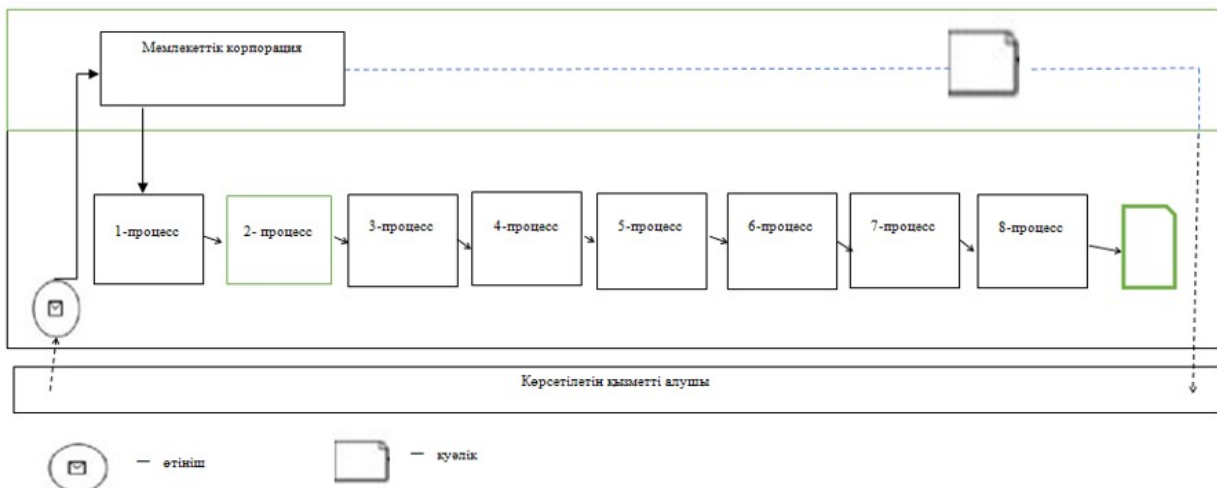 Мемлекеттік корпорация
1-процесс
2- процесс
3-процесс
4-процесс
5-процесс
6-процесс
7-процесс
8-процесс
Көрсетілетін қызметті алушы
— өтініш
— куәлік